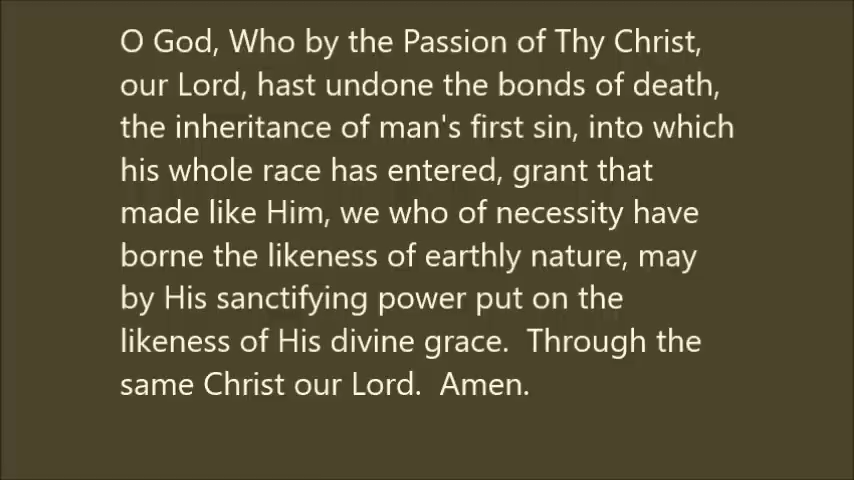 O God, Who by the Passion of Thy Christ,
our Lord, hast undone the bonds of death,
the inheritance of man's first sin, into which
his whole race has entered, grant that
made like Him, we who of necessity have
borne the likeness of earthly nature, may
by His sanctifying power put on the
likeness of His divine grace.  Through the
same Christ our Lord.  Amen.